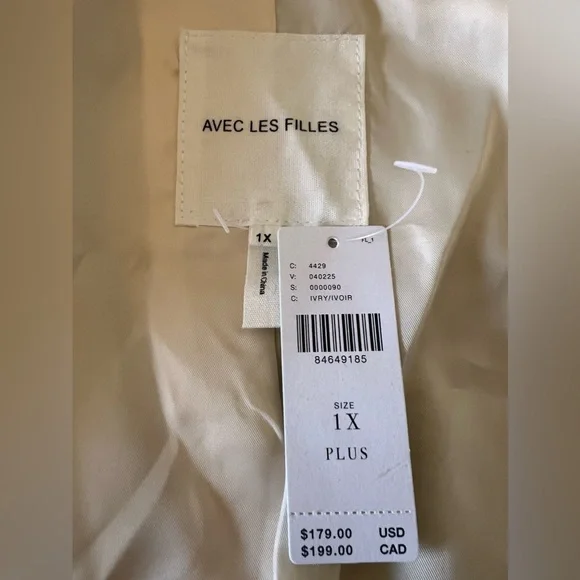 AVEC LES FILLES
1X
Made in China
C: 4429
V: 040225
S: 0000090
C: IVRY/IVOIR
84649185
SIZE
1X
PLUS
$179.00 USD
$199.00 CAD